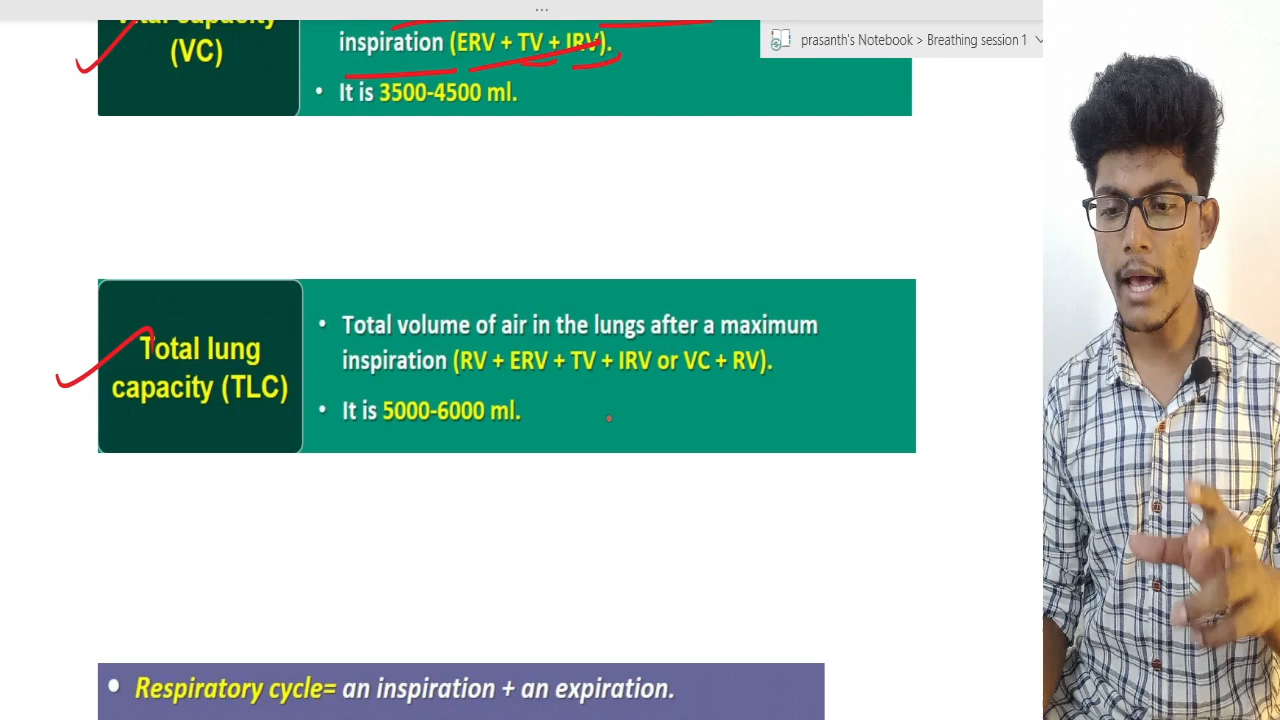 Vital capacity
(VC)
inspiration (ERV + TV + IRV).
• It is 3500-4500 ml.
prasanth's Notebook > Breathing session 1
Total lung
capacity (TLC)
• Total volume of air in the lungs after a maximum
inspiration (RV + ERV + TV + IRV or VC + RV).
• It is 5000-6000 ml.
• Respiratory cycle= an inspiration + an expiration.